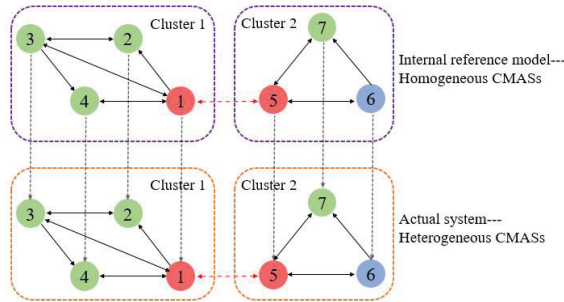 Cluster 1
Cluster 2
3
2
7
4
1
5
6
Internal reference model---
Homogeneous CMASs
Cluster 1
Cluster 2
3
2
7
4
1
5
6
Actual system---
Heterogeneous CMASs